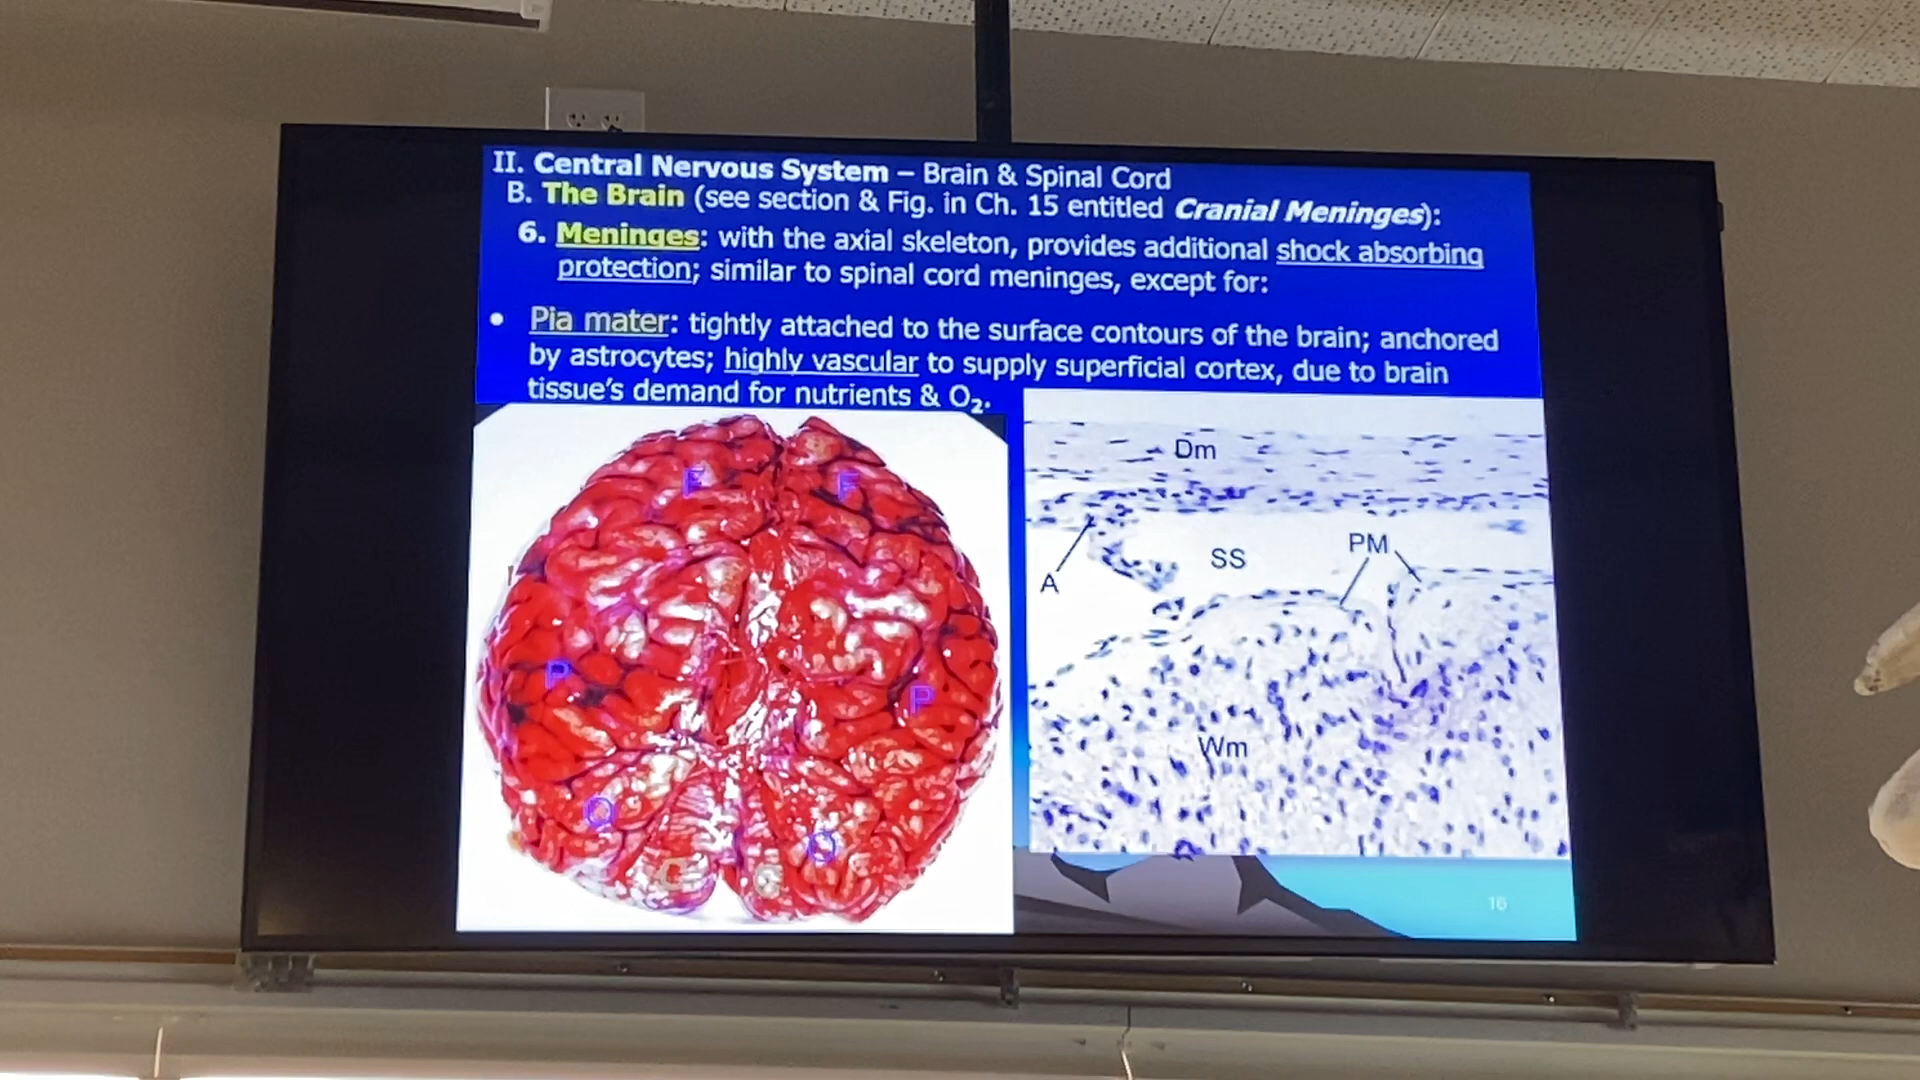 II. Central Nervous System – Brain & Spinal Cord
B. The Brain (see section & Fig. in Ch. 15 entitled Cranial Meninges):
6. Meninges: with the axial skeleton, provides additional shock absorbing
protection; similar to spinal cord meninges, except for:
• Pia mater: tightly attached to the surface contours of the brain; anchored
by astrocytes; highly vascular to supply superficial cortex, due to brain
tissue's demand for nutrients & O₂.
F F
P P
O O
C C
Dm
A SS PM
Wm
16